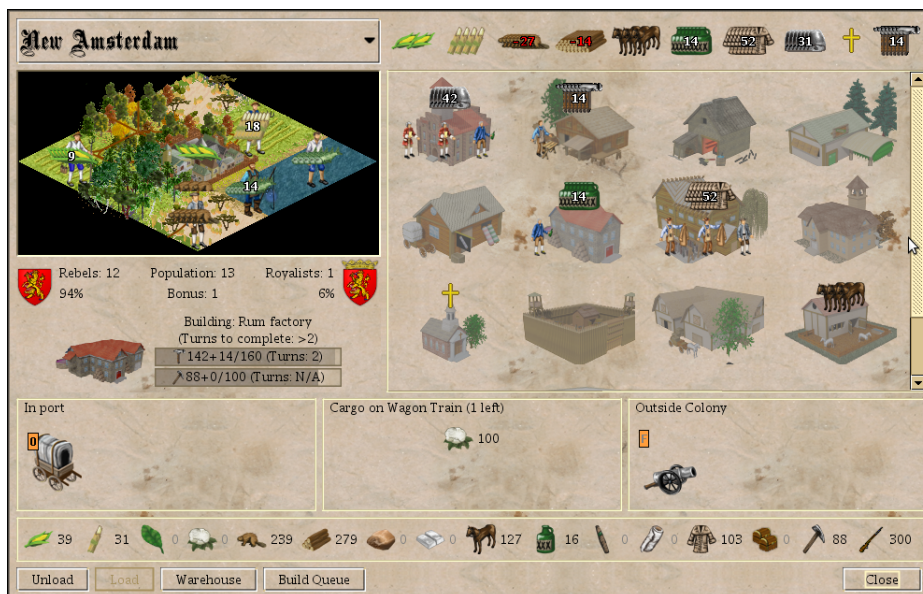 New Amsterdam
-27 -14 14 52 31 14
42 14
18
9
14
14 52
Rebels: 12 Population: 13 Royalists: 1
94% Bonus: 1 6%
Building: Rum factory
(Turns to complete: >2)
142+14/160 (Turns: 2)
88+0/100 (Turns: N/A)
In port
Cargo on Wagon Train (1 left)
Outside Colony
0
100
F
39 31 0 0 239 279 0 0 127 16 0 0 103 0 88 300
Unload Load Warehouse Build Queue Close